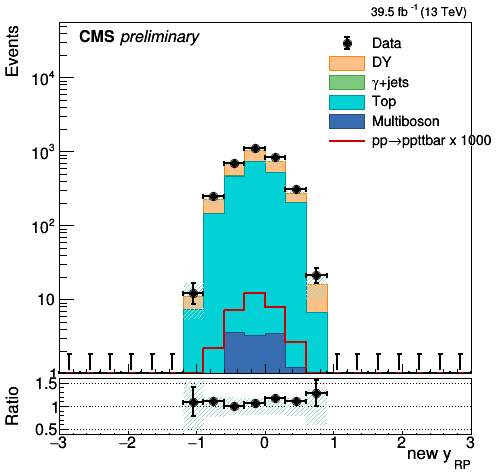 39.5 fb⁻¹ (13 TeV)
CMS preliminary
Events
10⁴
10³
10²
10
1
Data
DY
γ+jets
Top
Multiboson
pp→ppttbar x 1000
Ratio
1.5
1
0.5
−3 −2 −1 0 1 2 3
new y_RP